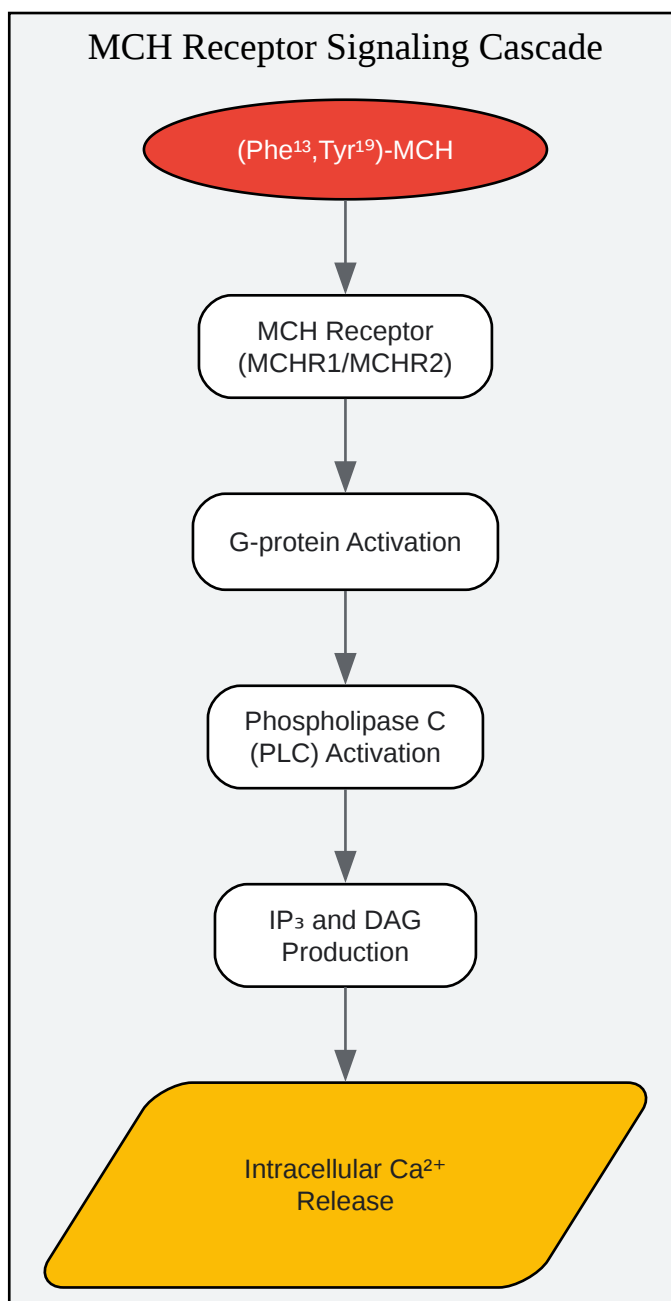 MCH Receptor Signaling Cascade
(Phe¹³,Tyr¹⁹)-MCH
MCH Receptor
(MCHR1/MCHR2)
G-protein Activation
Phospholipase C
(PLC) Activation
IP₃ and DAG
Production
Intracellular Ca²⁺
Release